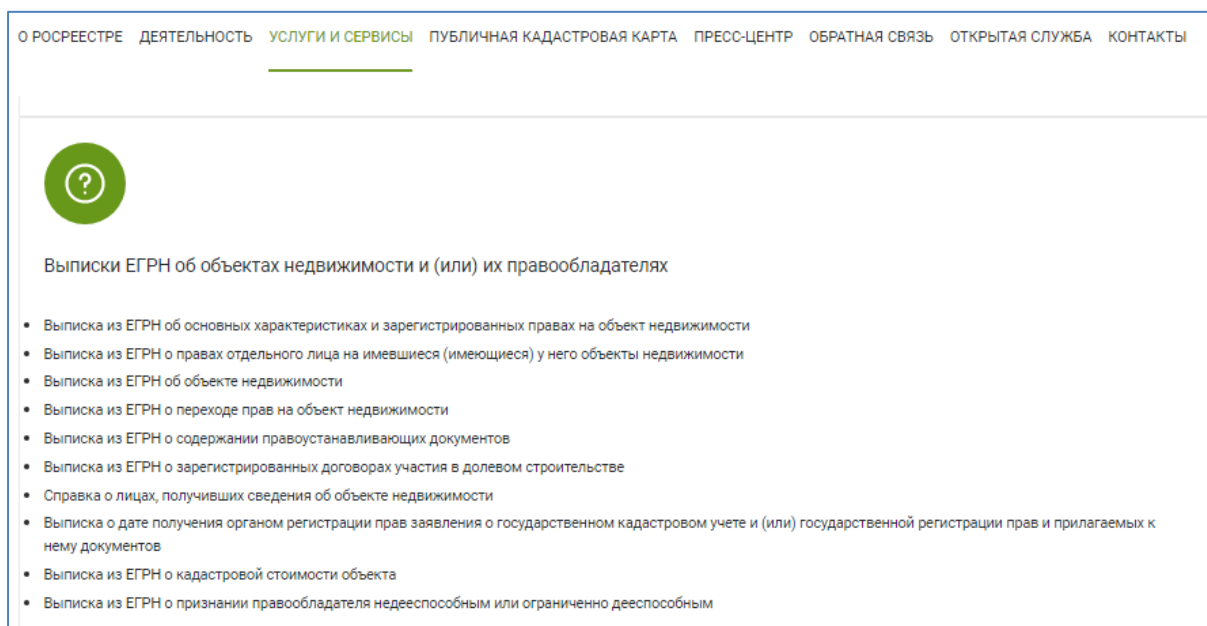 О РОСРЕЕСТРЕ ДЕЯТЕЛЬНОСТЬ УСЛУГИ И СЕРВИСЫ ПУБЛИЧНАЯ КАДАСТРОВАЯ КАРТА ПРЕСС-ЦЕНТР ОБРАТНАЯ СВЯЗЬ ОТКРЫТАЯ СЛУЖБА КОНТАКТЫ
?
Выписки ЕГРН об объектах недвижимости и (или) их правообладателях
• Выписка из ЕГРН об основных характеристиках и зарегистрированных правах на объект недвижимости
• Выписка из ЕГРН о правах отдельного лица на имевшиеся (имеющиеся) у него объекты недвижимости
• Выписка из ЕГРН об объекте недвижимости
• Выписка из ЕГРН о переходе прав на объект недвижимости
• Выписка из ЕГРН о содержании правоустанавливающих документов
• Выписка из ЕГРН о зарегистрированных договорах участия в долевом строительстве
• Справка о лицах, получивших сведения об объекте недвижимости
• Выписка о дате получения органом регистрации прав заявления о государственном кадастровом учете и (или) государственной регистрации прав и прилагаемых к
нему документов
• Выписка из ЕГРН о кадастровой стоимости объекта
• Выписка из ЕГРН о признании правообладателя недееспособным или ограниченно дееспособным